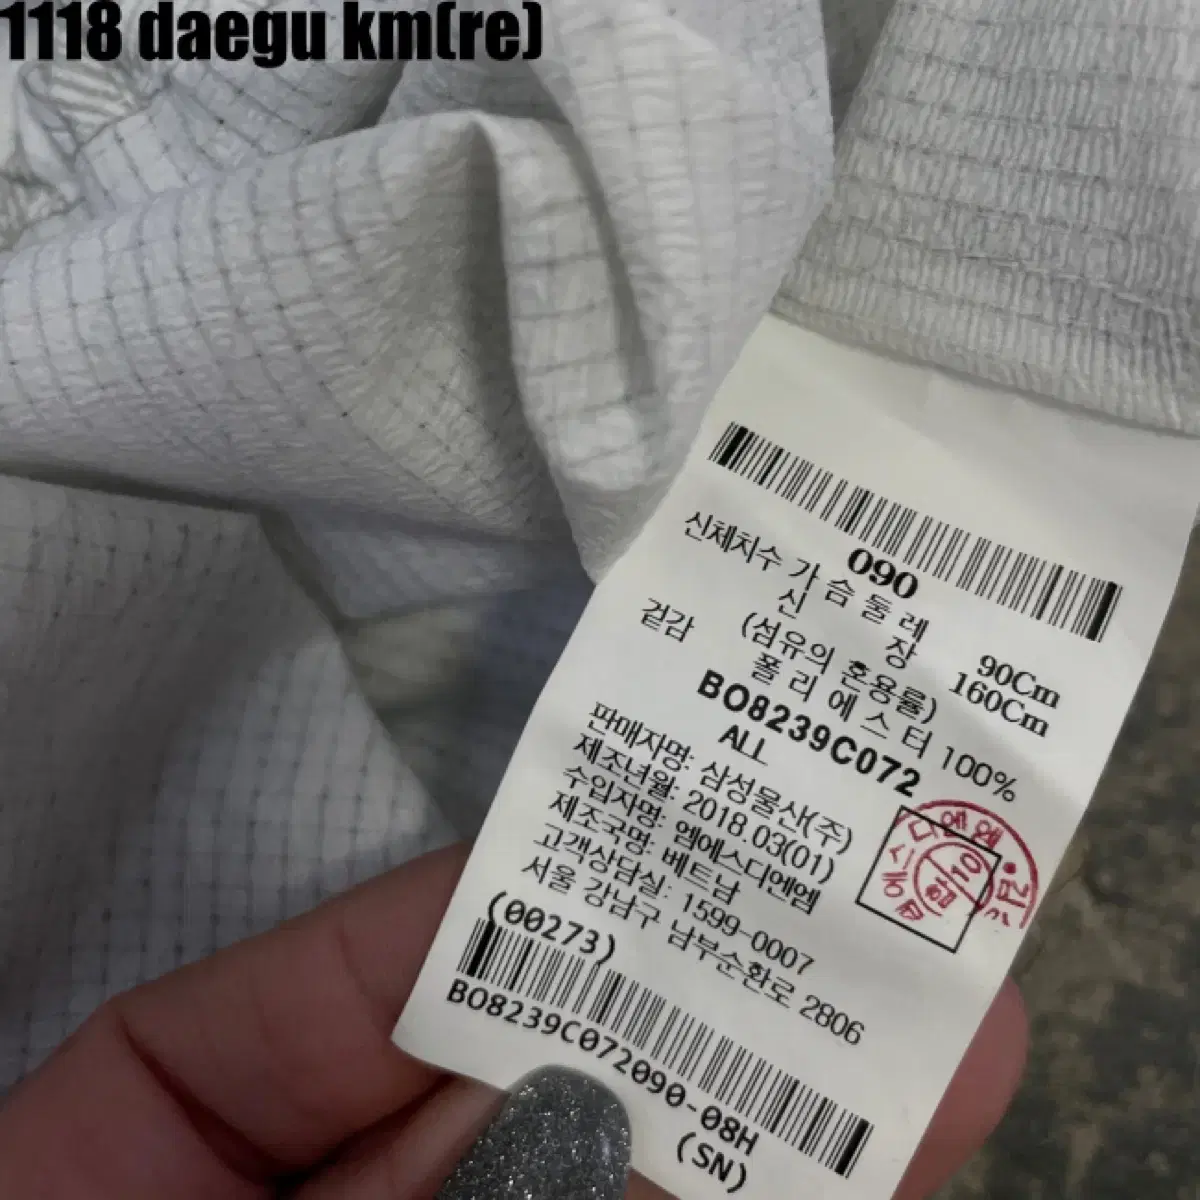 1118 daegu km(re)
090
신체치수 가슴둘레 90Cm
신 장 160Cm
(섬유의 혼용률)
겉감 폴리에스터 100%
BO8239C072
ALL
판매자명: 삼성물산(주)
제조년월: 2018.03(01)
수입자명: 엠에스디엔엠
제조국명: 베트남
고객상담실: 1599-0007
서울 강남구 남부순환로 2806
(00273)
BO8239C072090-08H
(SN)
10